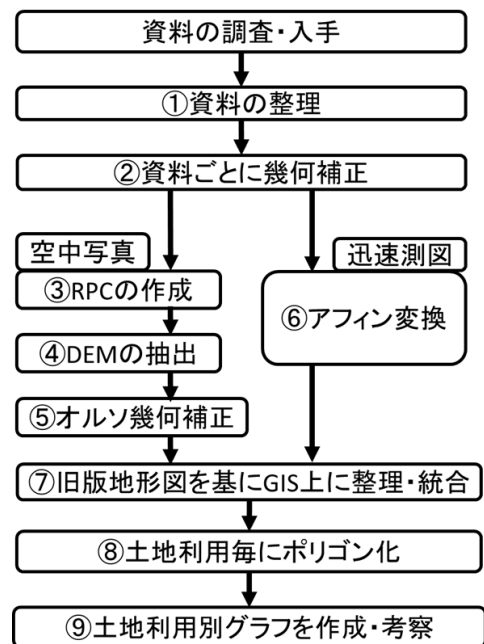 資料の調査・入手
①資料の整理
②資料ごとに幾何補正
空中写真
迅速測図
③RPCの作成
⑥アフィン変換
④DEMの抽出
⑤オルソ幾何補正
⑦旧版地形図を基にGIS上に整理・統合
⑧土地利用毎にポリゴン化
⑨土地利用別グラフを作成・考察